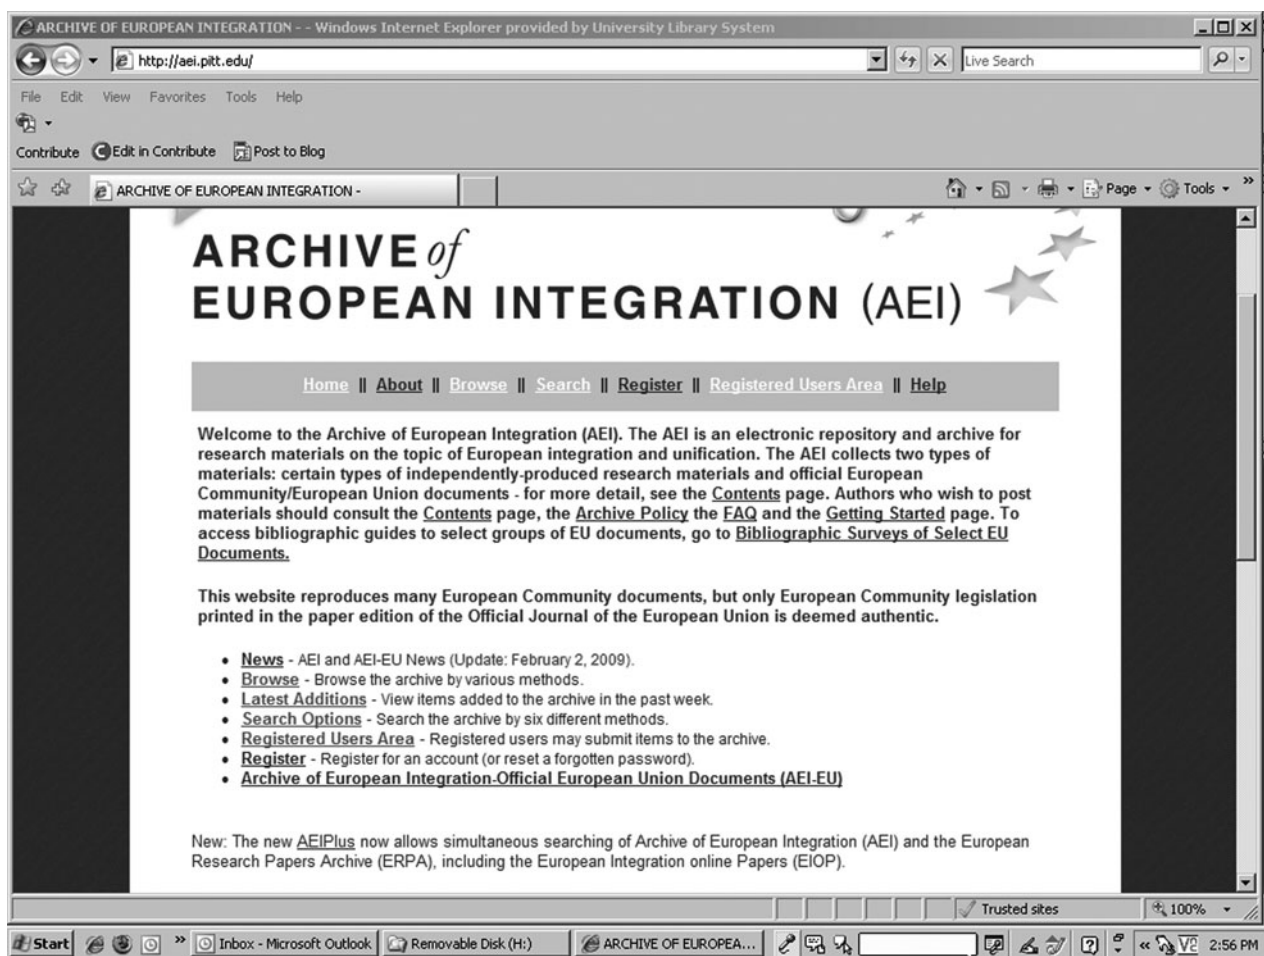 ARCHIVE OF EUROPEAN INTEGRATION - - Windows Internet Explorer provided by University Library System
http://aei.pitt.edu/
Live Search
File Edit View Favorites Tools Help
Contribute Edit in Contribute Post to Blog
ARCHIVE OF EUROPEAN INTEGRATION -
Page Tools
ARCHIVE of
EUROPEAN INTEGRATION (AEI)
Home || About || Browse || Search || Register || Registered Users Area || Help
Welcome to the Archive of European Integration (AEI). The AEI is an electronic repository and archive for
research materials on the topic of European integration and unification. The AEI collects two types of
materials: certain types of independently-produced research materials and official European
Community/European Union documents - for more detail, see the Contents page. Authors who wish to post
materials should consult the Contents page, the Archive Policy the FAQ and the Getting Started page. To
access bibliographic guides to select groups of EU documents, go to Bibliographic Surveys of Select EU
Documents.
This website reproduces many European Community documents, but only European Community legislation
printed in the paper edition of the Official Journal of the European Union is deemed authentic.
• News - AEI and AEI-EU News (Update: February 2, 2009).
• Browse - Browse the archive by various methods.
• Latest Additions - View items added to the archive in the past week.
• Search Options - Search the archive by six different methods.
• Registered Users Area - Registered users may submit items to the archive.
• Register - Register for an account (or reset a forgotten password).
• Archive of European Integration-Official European Union Documents (AEI-EU)
New: The new AEIPlus now allows simultaneous searching of Archive of European Integration (AEI) and the European
Research Papers Archive (ERPA), including the European Integration online Papers (EIOP).
Trusted sites 100%
Start » Inbox - Microsoft Outlook Removable Disk (H:) ARCHIVE OF EUROPEA... « 2:56 PM